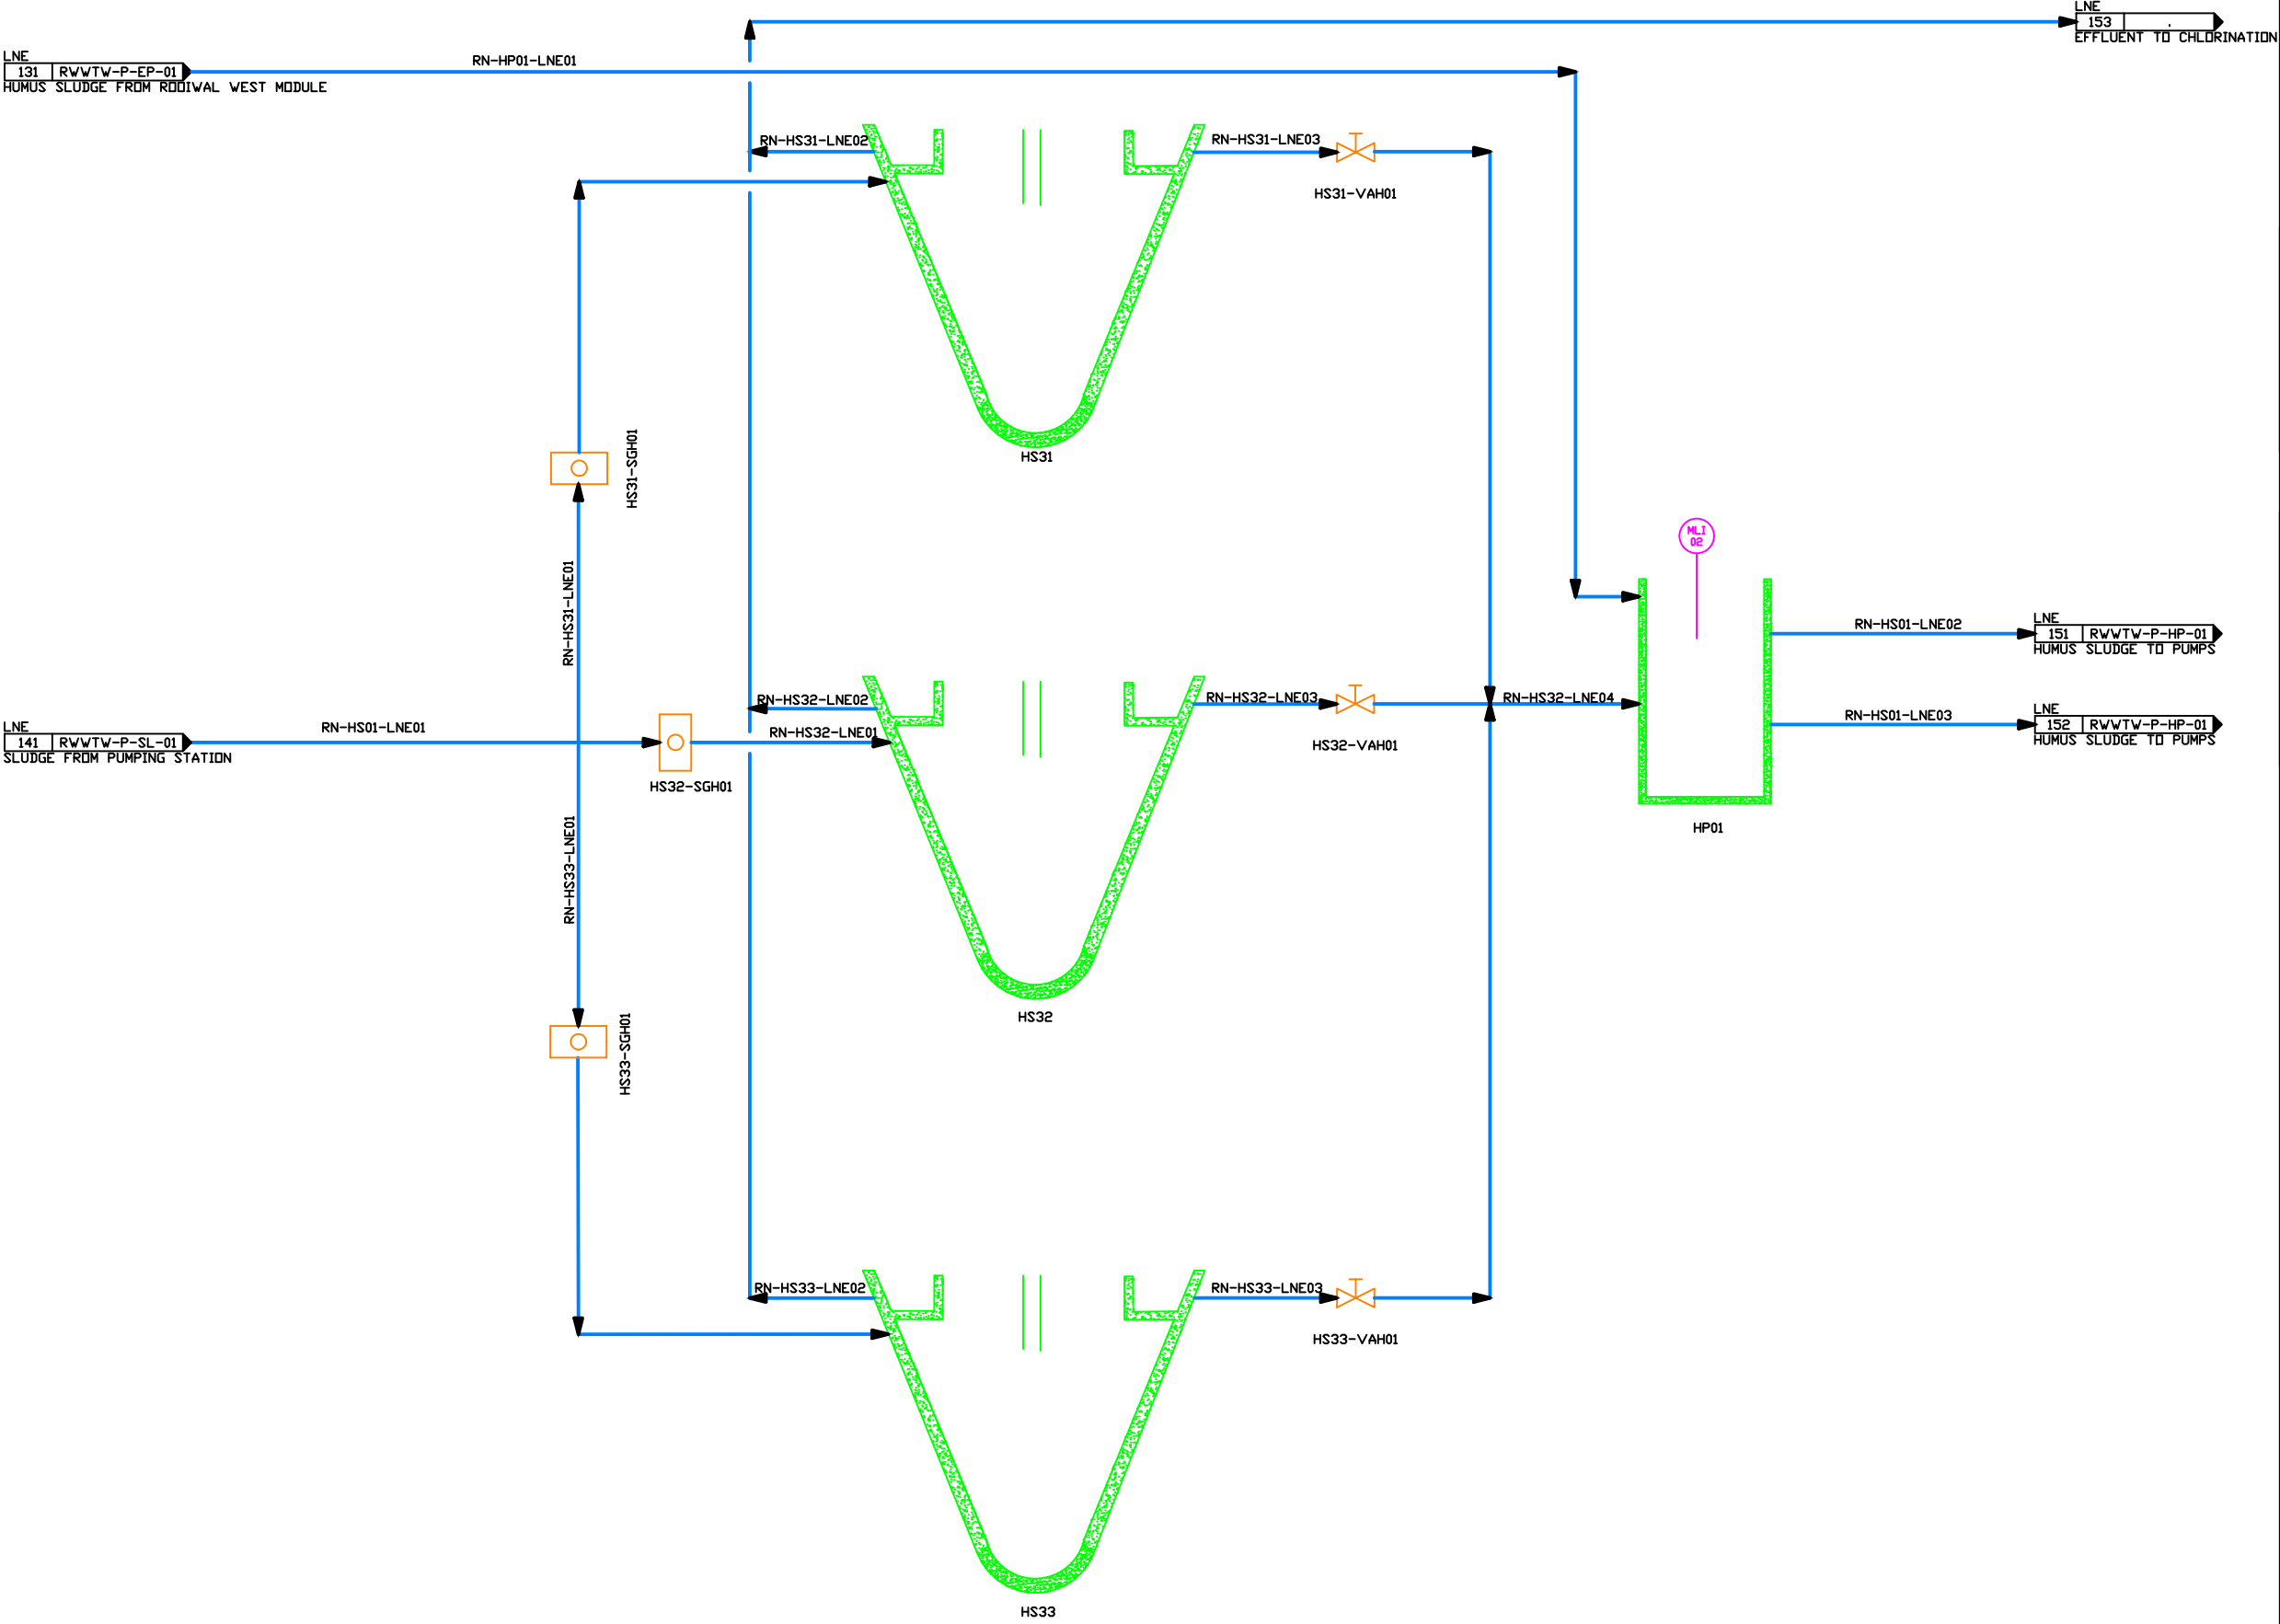 LNE
153 .
EFFLUENT TO CHLORINATION
LNE
131 RWWTW-P-EP-01
HUMUS SLUDGE FROM ROOIWAL WEST MODULE
RN-HP01-LNE01
RN-HS31-LNE02
RN-HS31-LNE03
HS31-VAH01
HS31
HS31-SGH01
RN-HS31-LNE01
MLI
02
RN-HS01-LNE02
LNE
151 RWWTW-P-HP-01
HUMUS SLUDGE TO PUMPS
RN-HS32-LNE02
RN-HS32-LNE03
RN-HS32-LNE04
LNE
141 RWWTW-P-SL-01
SLUDGE FROM PUMPING STATION
RN-HS01-LNE01
RN-HS32-LNE01
HS32-VAH01
RN-HS01-LNE03
LNE
152 RWWTW-P-HP-01
HUMUS SLUDGE TO PUMPS
HS32-SGH01
HP01
RN-HS33-LNE01
HS32
HS33-SGH01
RN-HS33-LNE02
RN-HS33-LNE03
HS33-VAH01
HS33